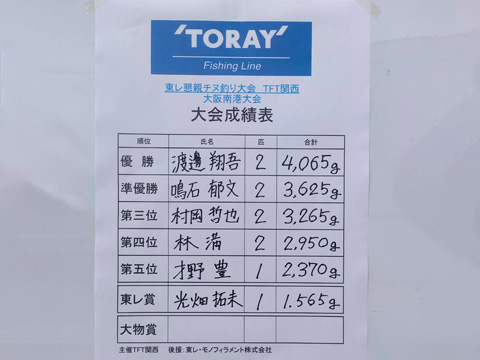 'TORAY'
Fishing Line
東レ懇親チヌ釣り大会 TFT関西
大阪南港大会
大会成績表
順位 氏名 匹 合計
優勝 渡邊 翔吾 2 4,065g
準優勝 鳴石 郁文 2 3,625g
第三位 村岡 哲也 2 3,265g
第四位 林 満 2 2,950g
第五位 才野 豊 1 2,370g
東レ賞 光畑 拓未 1 1.565g
大物賞
主催TFT関西 後援：東レ・モノフィラメント株式会社